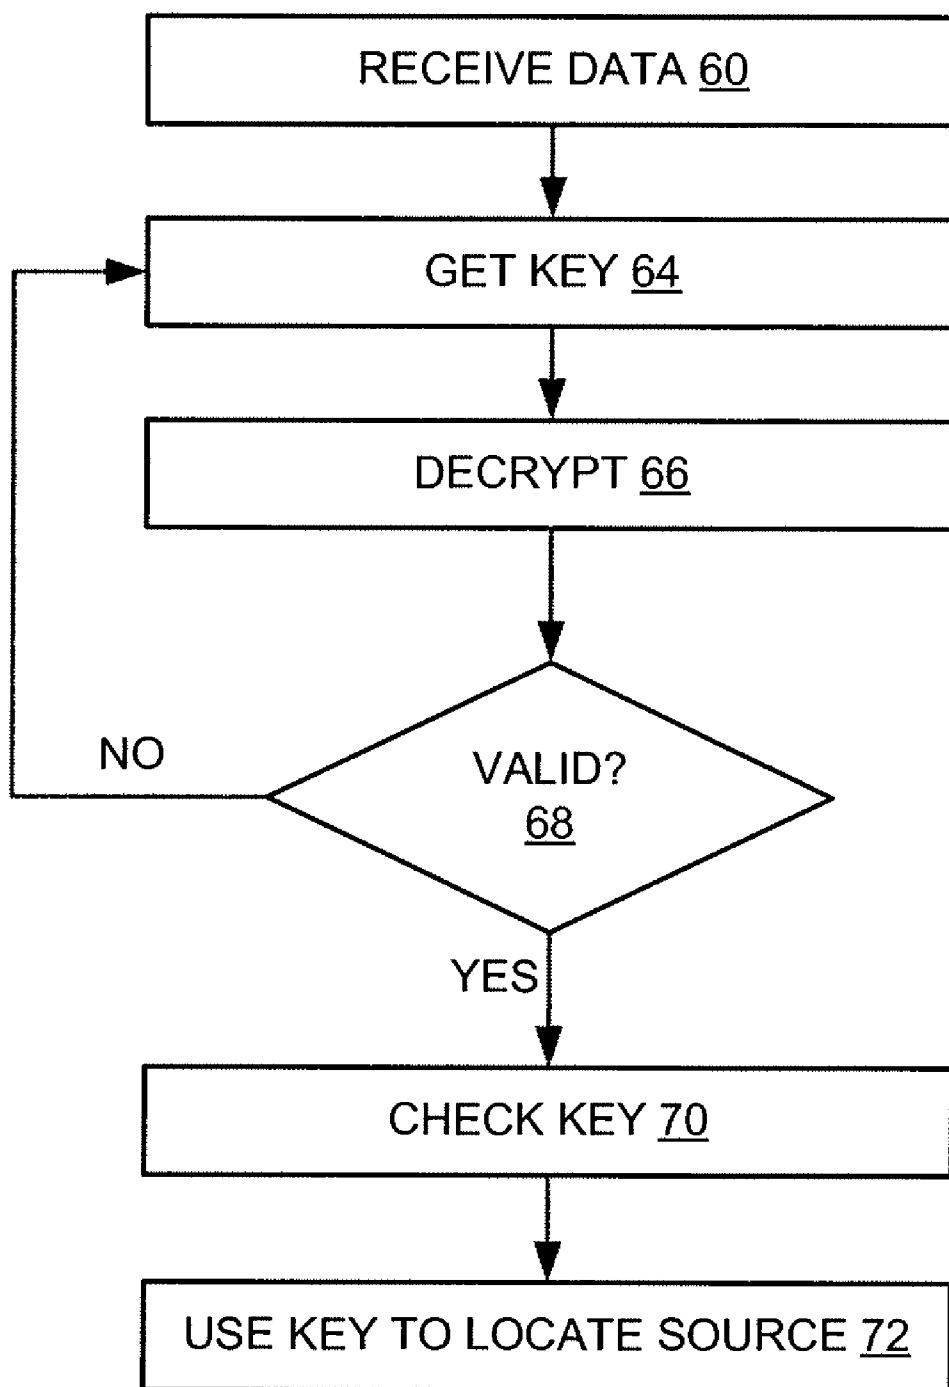 RECEIVE DATA 60
GET KEY 64
DECRYPT 66
NO
VALID?
68
YES
CHECK KEY 70
USE KEY TO LOCATE SOURCE 72